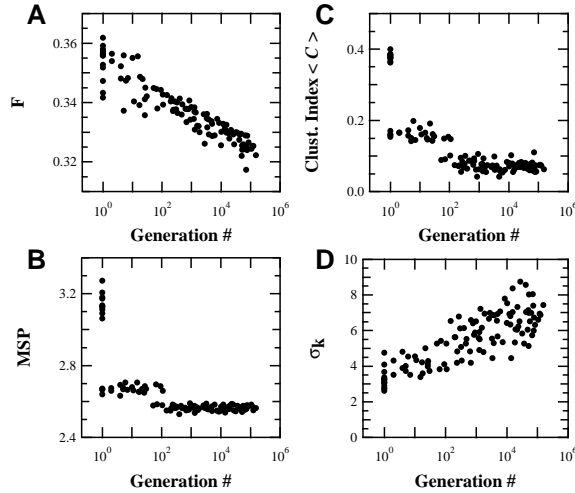 A
0.36
0.34
0.32
F
10^0
10^2
10^4
10^6
Generation #
C
0.4
0.2
0.0
Clust. Index < C >
10^0
10^2
10^4
10^6
Generation #
B
3.2
2.8
2.4
MSP
10^0
10^2
10^4
10^6
Generation #
D
10
8
6
4
2
0
σk
10^0
10^2
10^4
10^6
Generation #